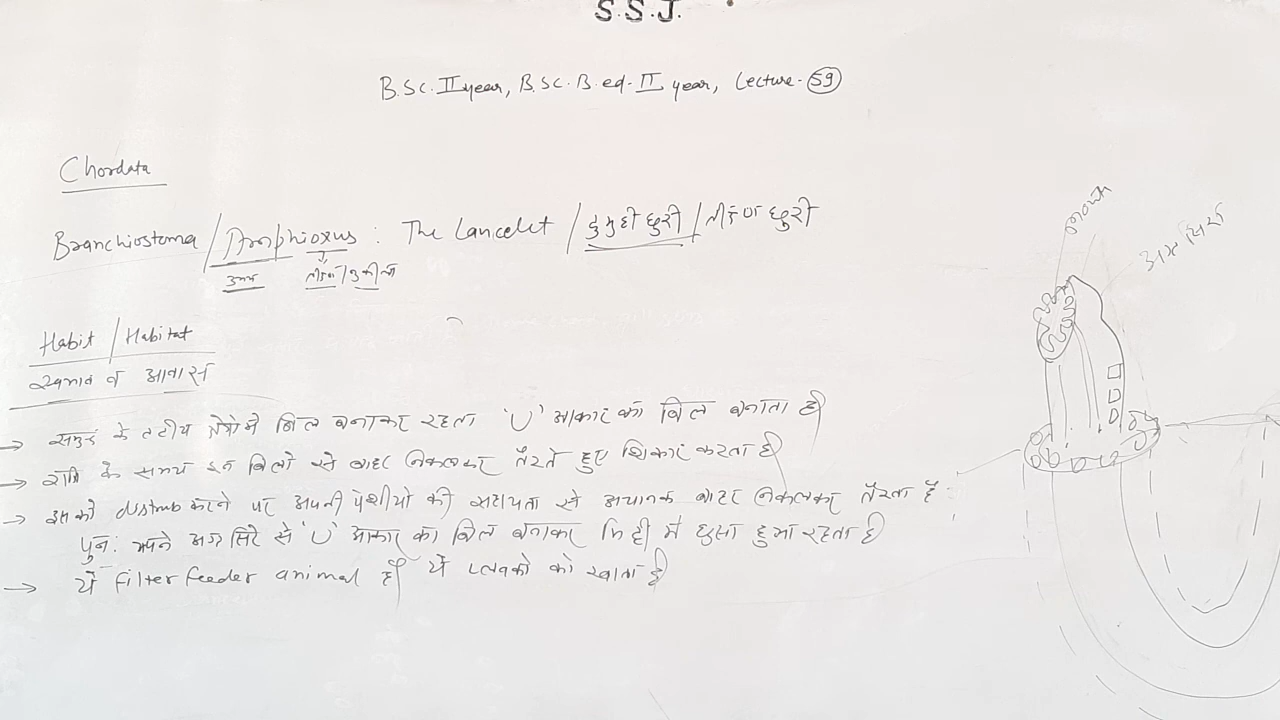 S.S.J.
B.Sc. II year, B.Sc. B.ed. II year, Lecture - 59
Chordata
Branchiostoma / Amphioxus : The Lancelet / दुमुही छुरी / तीक्ष्ण छुरी
उभय तीक्ष्ण / नुकीला
Habit / Habitat
स्वभाव व आवास
→ समुद्र के तटीय क्षेत्रो मे बिल बनाकर रहता 'U' आकार का बिल बनाता है
→ रात्रि के समय इन बिलो से बाहर निकलकर तैरते हुए शिकार करता है
→ इसको disturb करने पर अपनी पेशीयो की सहायता से अचानक बाहर निकलकर तैरता है
पुनः अपने अग्र सिरे से 'U' आकार का बिल बनाकर मिट्टी मे घुसा हुआ रहता है
→ ये filter feeder animal है ये प्लवको को खाता है
mouth
अग्र सिरा